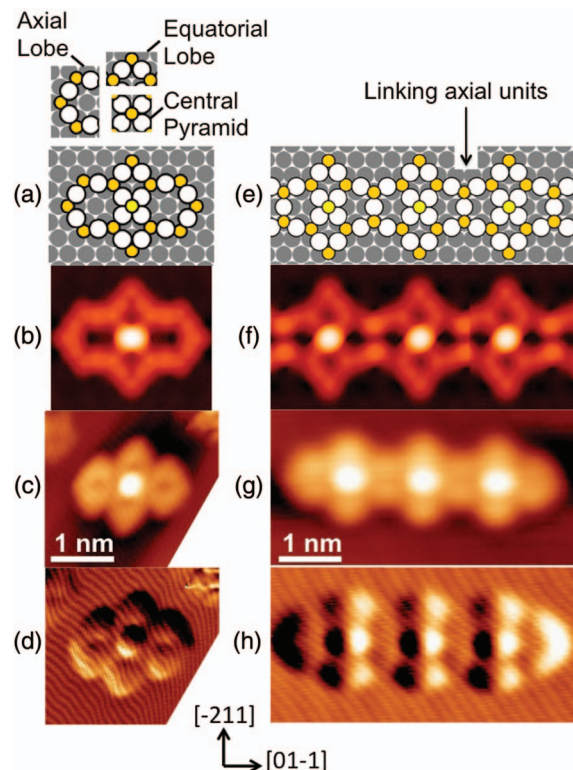 Axial
Lobe
Equatorial
Lobe
Central
Pyramid
Linking axial units
(a)
(e)
(b)
(f)
(c)
1 nm
(g)
1 nm
(d)
(h)
[-211]
[01-1]